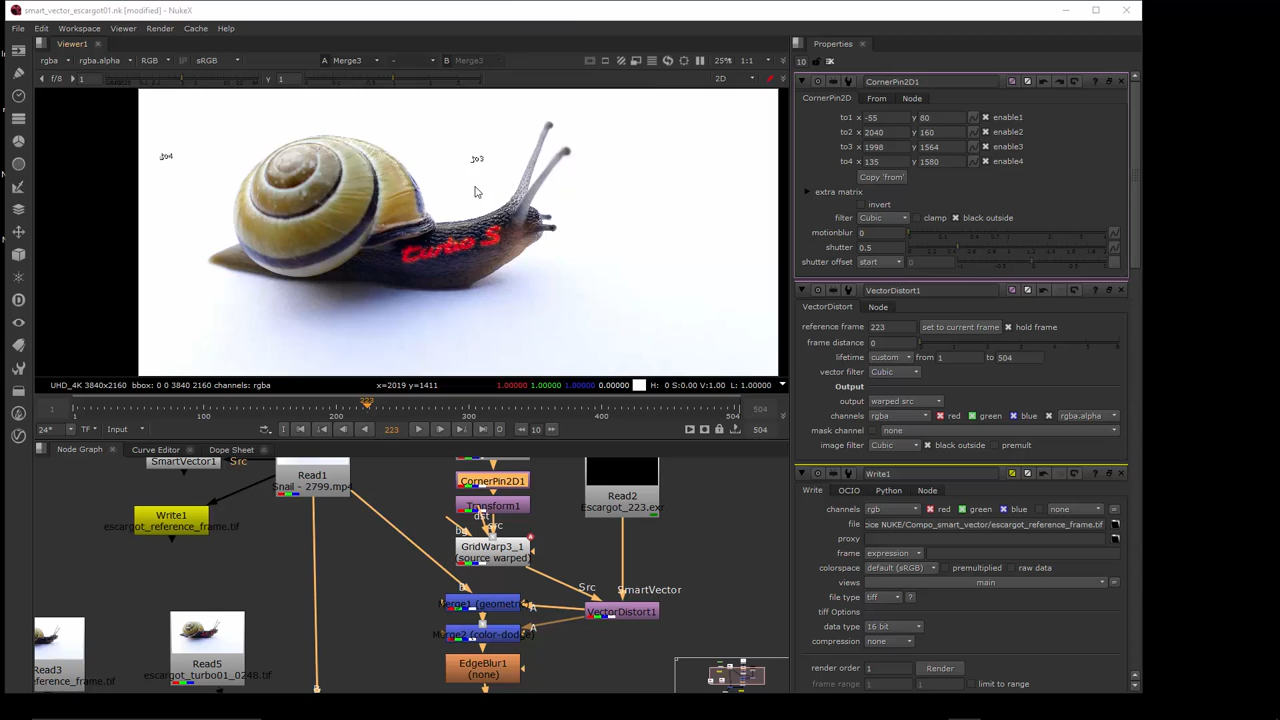 smart_vector_escargot01.nk [modified] - NukeX
File Edit Workspace Viewer Render Cache Help
Viewer1
rgba rgba.alpha RGB sRGB A Merge3 - B Merge3 25% 1:1
f/8 1 y 1 2D
to4 to3
UHD_4K 3840x2160 bbox: 0 0 3840 2160 channels: rgba x=2019 y=1411 1.00000 1.00000 1.00000 0.00000 H: 0 S:0.00 V:1.00 L: 1.00000
223
1 504
1 100 200 300 400 504
24* TF Input 223 10 504
Node Graph Curve Editor Dope Sheet
SmartVector1 Src
Read1
Snail - 2799.mp4
Write1
escargot_reference_frame.tif
CornerPin2D1
Transform1
dst
src
GridWarp3_1
(source warped)
Read2
Escargot_223.exr
Src SmartVector
B
A
VectorDistort1
A
EdgeBlur1
(none)
Read5
escargot_turbo01_0248.tif
Read3
Properties
10
CornerPin2D1
CornerPin2D From Node
to1 x -55 y 80 enable1
to2 x 2040 y 160 enable2
to3 x 1998 y 1564 enable3
to4 x 135 y 1580 enable4
Copy 'from'
extra matrix
invert
filter Cubic clamp black outside
motionblur 0
shutter 0.5
shutter offset start 0
VectorDistort1
VectorDistort Node
reference frame 223 set to current frame hold frame
frame distance 0
lifetime custom from 1 to 504
vector filter Cubic
Output
output warped src
channels rgba red green blue rgba.alpha
mask channel none
image filter Cubic black outside premult
Write1
Write OCIO Python Node
channels rgb red green blue none
file ice NUKE/Compo_smart_vector/escargot_reference_frame.tif
proxy
frame expression
colorspace default (sRGB) premultiplied raw data
views main
file type tiff ?
tiff Options
data type 16 bit
compression none
render order 1 Render
frame range 1 1 limit to range